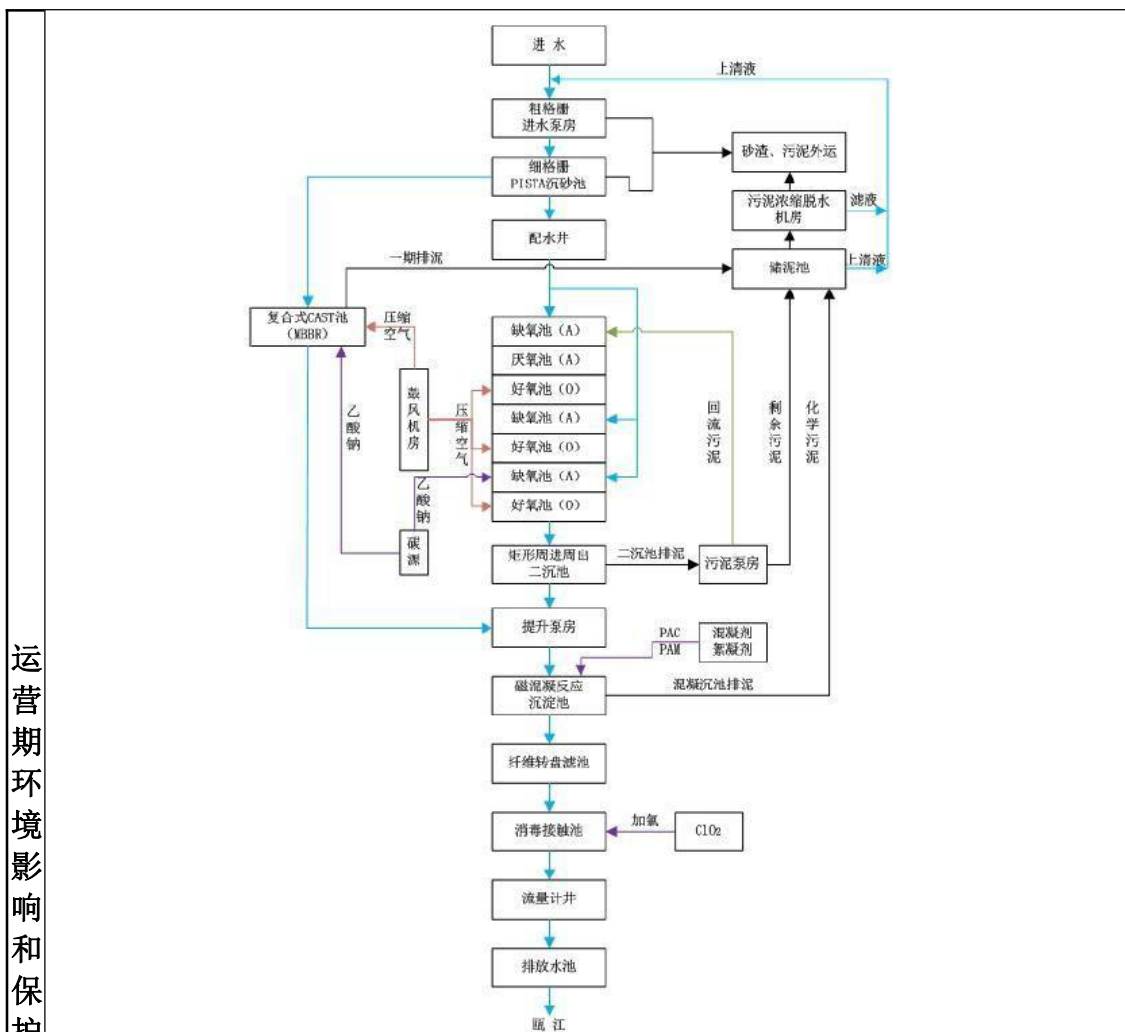 进 水
上清液
粗格栅
进水泵房
砂渣、污泥外运
细格栅
PISTA沉砂池
污泥浓缩脱水
机房
滤液
配水井
一期排泥
储泥池
上清液
复合式CAST池
(MBBR)
压缩
空气
缺氧池(A)
厌氧池(A)
好氧池(O)
缺氧池(A)
好氧池(O)
缺氧池(A)
好氧池(O)
鼓风机房
压缩空气
乙酸钠
乙酸钠
碳源
回流污泥
剩余污泥
化学污泥
矩形周进周出
二沉池
二沉池排泥
污泥泵房
提升泵房
PAC
PAM
混凝剂
絮凝剂
磁混凝反应
沉淀池
混凝沉池排泥
纤维转盘滤池
消毒接触池
加氯
ClO₂
流量计井
排放水池
瓯 江
运
营
期
环
境
影
响
和
保
护